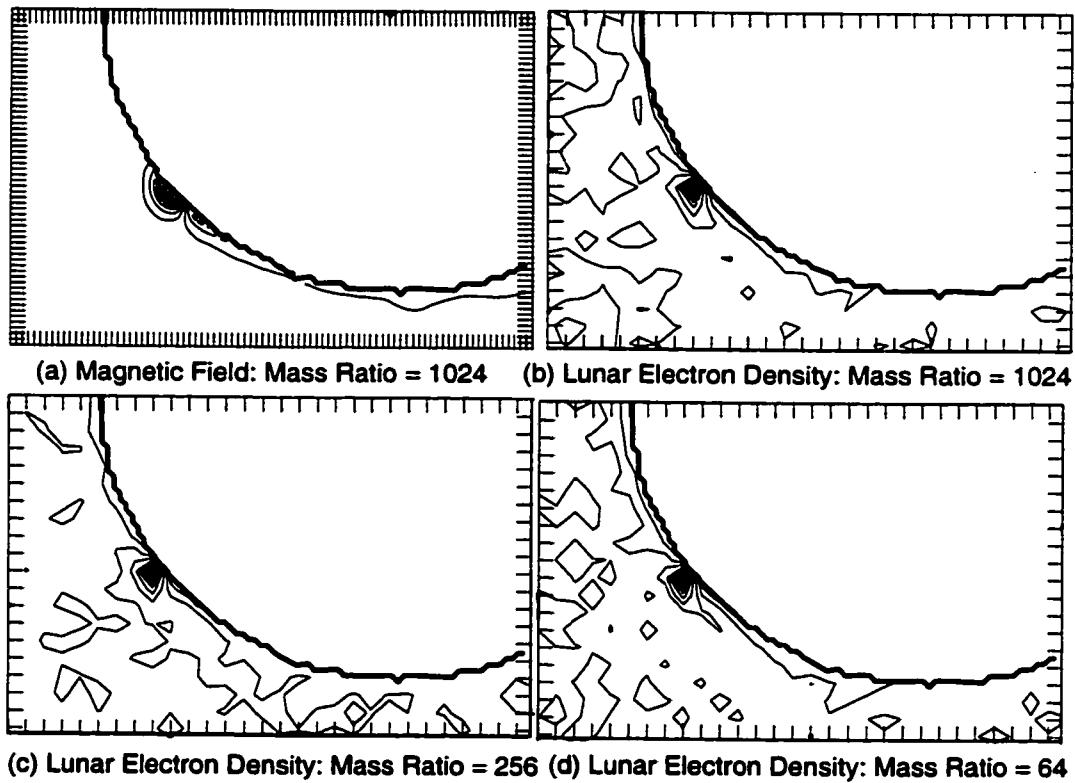 (a) Magnetic Field: Mass Ratio = 1024
(b) Lunar Electron Density: Mass Ratio = 1024
(c) Lunar Electron Density: Mass Ratio = 256
(d) Lunar Electron Density: Mass Ratio = 64